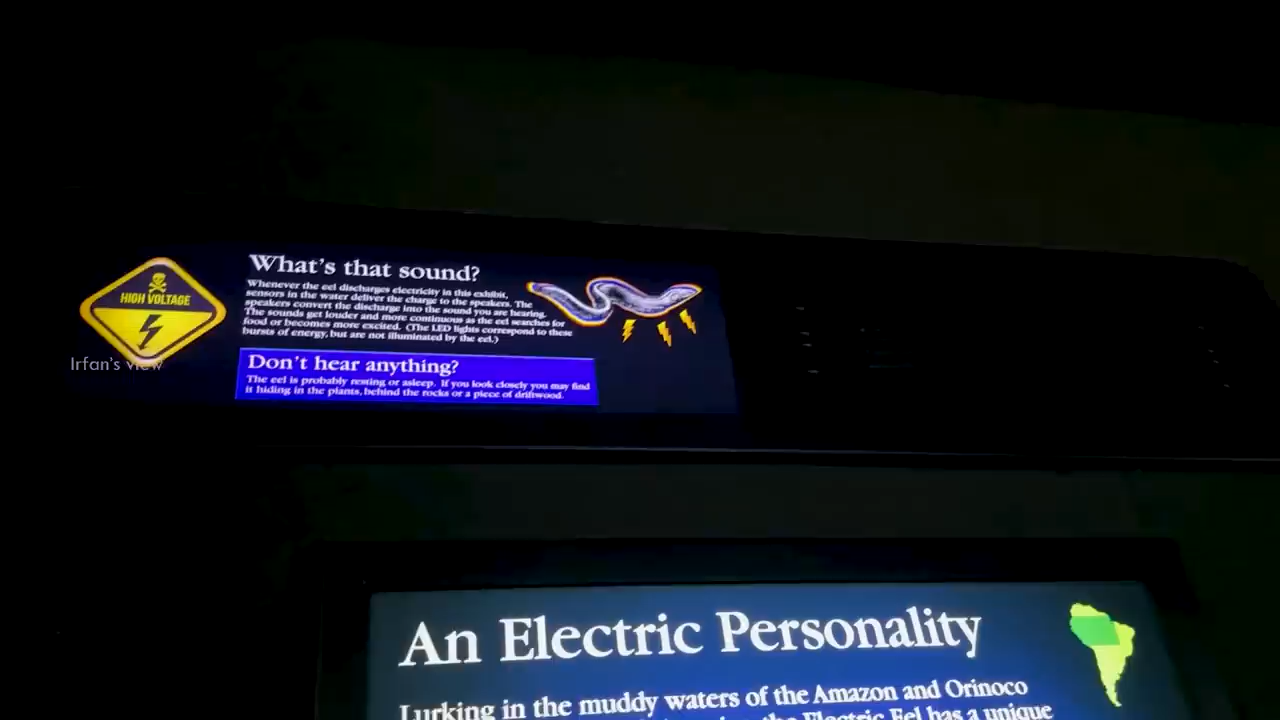 HIGH VOLTAGE
What's that sound?
Whenever the eel discharges electricity in this exhibit,
sensors in the water deliver the charge to the speakers. The
speakers convert the discharge into the sound you are hearing.
The sounds get louder and more continuous as the eel searches for
food or becomes more excited. (The LED lights correspond to these
bursts of energy, but are not illuminated by the eel.)
Don't hear anything?
The eel is probably resting or asleep. If you look closely you may find
it hiding in the plants, behind the rocks or a piece of driftwood.
Irfan's view
An Electric Personality
Lurking in the muddy waters of the Amazon and Orinoco
the Electric Eel has a unique